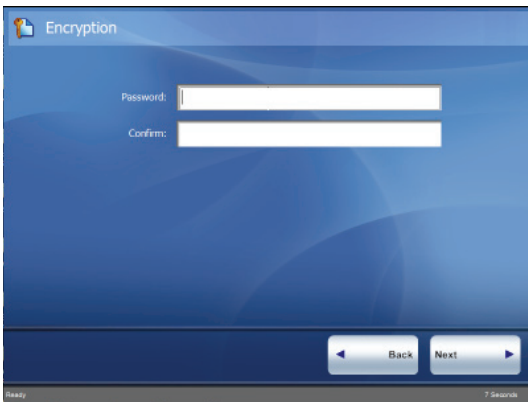 Encryption
Password:
Confirm:
Back Next
Ready 7 Seconds